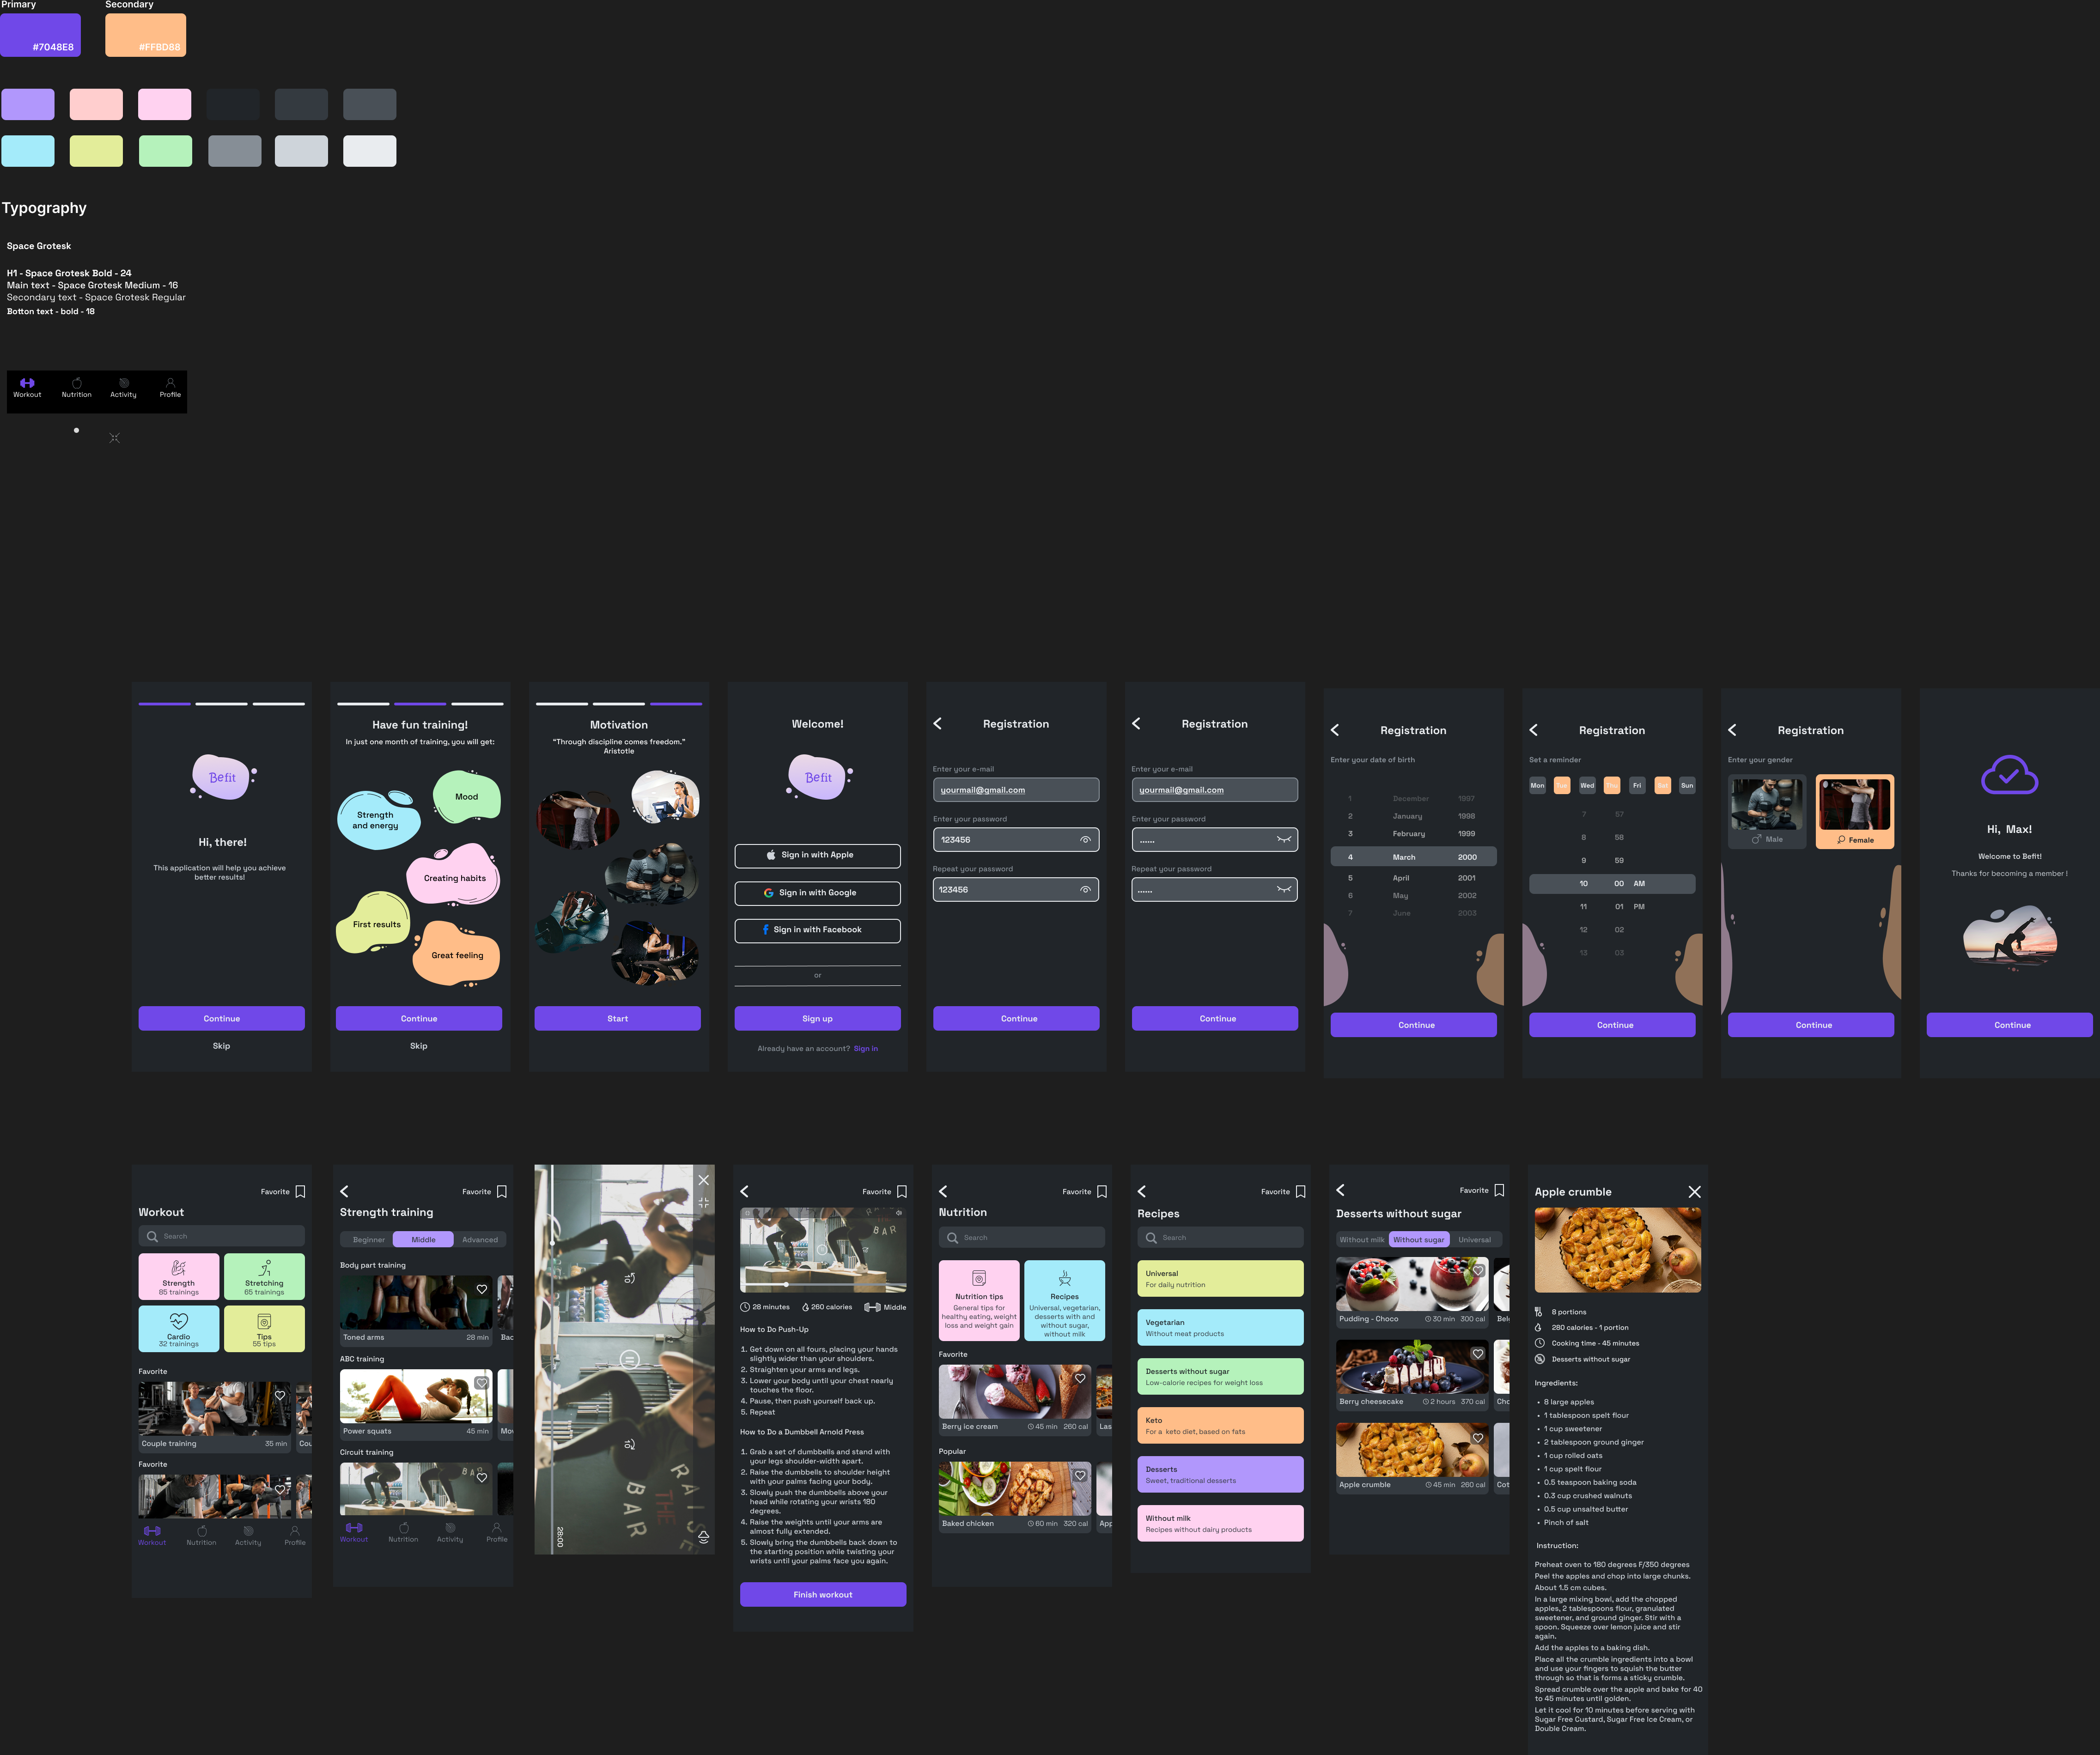 Primary
Secondary
#7048E8
#FFBD88
Typography
Space Grotesk
H1 - Space Grotesk Bold - 24
Main text - Space Grotesk Medium - 16
Secondary text - Space Grotesk Regular
Botton text - bold - 18
Workout
Nutrition
Activity
Profile
Befit
Hi, there!
This application will help you achieve
better results!
Continue
Skip
Have fun training!
In just one month of training, you will get:
Mood
Strength
and energy
Creating habits
First results
Great feeling
Continue
Skip
Motivation
“Through discipline comes freedom.”
Aristotle
Start
Welcome!
Befit
Sign in with Apple
Sign in with Google
Sign in with Facebook
or
Sign up
Already have an account? Sign in
Registration
Enter your e-mail
yourmail@gmail.com
Enter your password
123456
Repeat your password
123456
Continue
Registration
Enter your e-mail
yourmail@gmail.com
Enter your password
......
Repeat your password
......
Continue
Registration
Enter your date of birth
1 December 1997
2 January 1998
3 February 1999
4 March 2000
5 April 2001
6 May 2002
7 June 2003
Continue
Registration
Set a reminder
Mon Tue Wed Thu Fri Sat Sun
7 57
8 58
9 59
10 00 AM
11 01 PM
12 02
13 03
Continue
Registration
Enter your gender
Male
Female
Continue
Hi, Max!
Welcome to Befit!
Thanks for becoming a member !
Continue
Favorite
Workout
Search
Strength
85 trainings
Stretching
65 trainings
Cardio
32 trainings
Tips
55 tips
Favorite
Couple training 35 min
Cou
Favorite
Workout
Nutrition
Activity
Profile
Favorite
Strength training
Beginner
Middle
Advanced
Body part training
Toned arms 28 min
Bac
ABC training
Power squats 45 min
Mov
Circuit training
BAR
Workout
Nutrition
Activity
Profile
10
10
28:00
RAISE
THE
BAR
Favorite
BAR
28 minutes
260 calories
Middle
How to Do Push-Up
1. Get down on all fours, placing your hands
slightly wider than your shoulders.
2. Straighten your arms and legs.
3. Lower your body until your chest nearly
touches the floor.
4. Pause, then push yourself back up.
5. Repeat
How to Do a Dumbbell Arnold Press
1. Grab a set of dumbbells and stand with
your legs shoulder-width apart.
2. Raise the dumbbells to shoulder height
with your palms facing your body.
3. Slowly push the dumbbells above your
head while rotating your wrists 180
degrees.
4. Raise the weights until your arms are
almost fully extended.
5. Slowly bring the dumbbells back down to
the starting position while twisting your
wrists until your palms face you again.
Finish workout
Favorite
Nutrition
Search
Nutrition tips
General tips for
healthy eating, weight
loss and weight gain
Recipes
Universal, vegetarian,
desserts with and
without sugar,
without milk
Favorite
Berry ice cream 45 min 260 cal
Las
Popular
Baked chicken 60 min 320 cal
App
Favorite
Recipes
Search
Universal
For daily nutrition
Vegetarian
Without meat products
Desserts without sugar
Low-calorie recipes for weight loss
Keto
For a keto diet, based on fats
Desserts
Sweet, traditional desserts
Without milk
Recipes without dairy products
Favorite
Desserts without sugar
Without milk
Without sugar
Universal
Pudding - Choco 30 min 300 cal
Belg
Berry cheesecake 2 hours 370 cal
Cho
Apple crumble 45 min 260 cal
Cot
Apple crumble
8 portions
280 calories - 1 portion
Cooking time - 45 minutes
Desserts without sugar
Ingredients:
• 8 large apples
• 1 tablespoon spelt flour
• 1 cup sweetener
• 2 tablespoon ground ginger
• 1 cup rolled oats
• 1 cup spelt flour
• 0.5 teaspoon baking soda
• 0.3 cup crushed walnuts
• 0.5 cup unsalted butter
• Pinch of salt
Instruction:
Preheat oven to 180 degrees F/350 degrees
Peel the apples and chop into large chunks.
About 1.5 cm cubes.
In a large mixing bowl, add the chopped
apples, 2 tablespoons flour, granulated
sweetener, and ground ginger. Stir with a
spoon. Squeeze over lemon juice and stir
again.
Add the apples to a baking dish.
Place all the crumble ingredients into a bowl
and use your fingers to squish the butter
through so that is forms a sticky crumble.
Spread crumble over the apple and bake for 40
to 45 minutes until golden.
Let it cool for 10 minutes before serving with
Sugar Free Custard, Sugar Free Ice Cream, or
Double Cream.